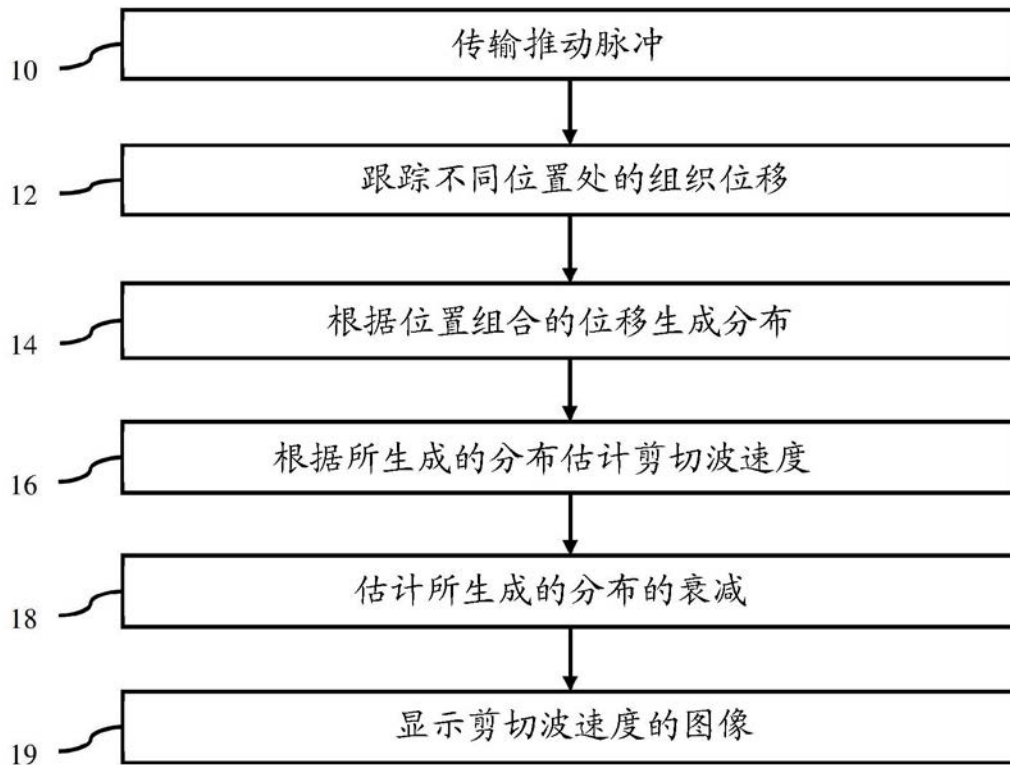 10 传输推动脉冲
12 跟踪不同位置处的组织位移
14 根据位置组合的位移生成分布
16 根据所生成的分布估计剪切波速度
18 估计所生成的分布的衰减
19 显示剪切波速度的图像